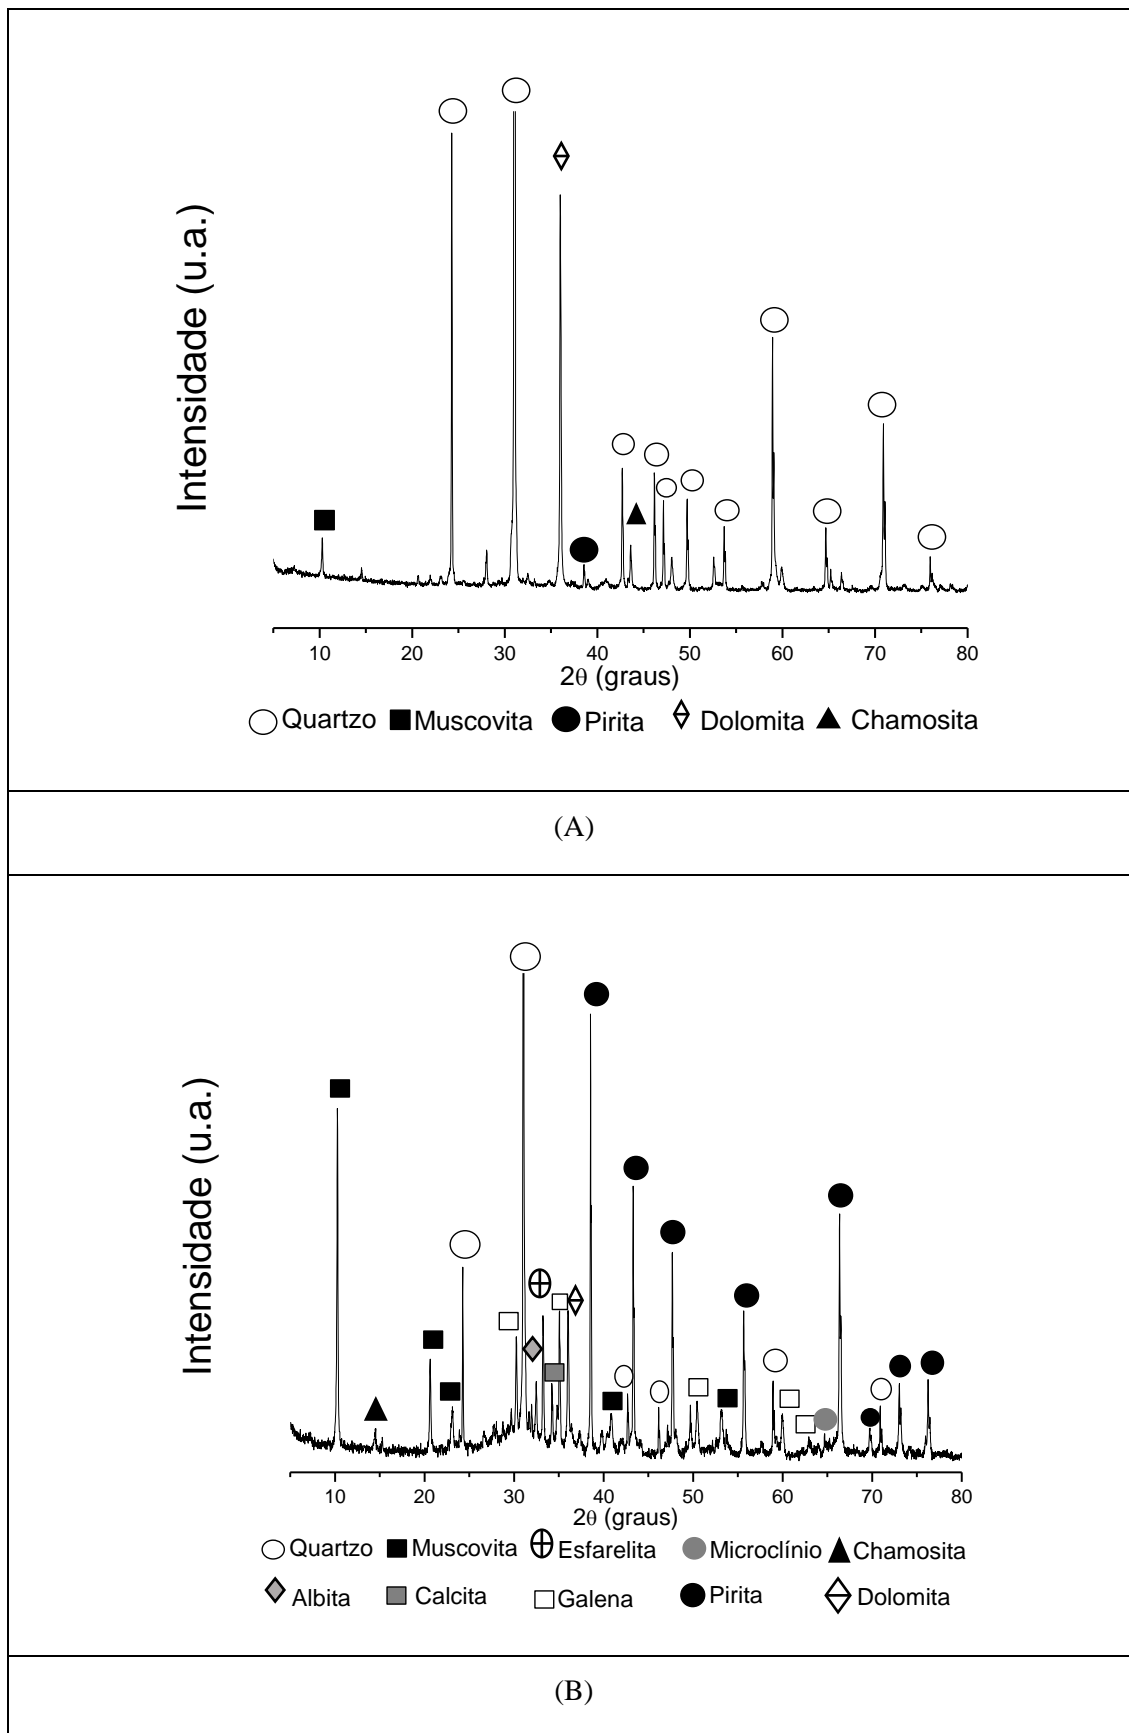 Intensidade (u.a.)
10 20 30 40 50 60 70 80
2θ (graus)
Quartzo Muscovita Pirita Dolomita Chamosita
(A)
Intensidade (u.a.)
10 20 30 40 50 60 70 80
2θ (graus)
Quartzo Muscovita Esfarelita Microclínio Chamosita
Albita Calcita Galena Pirita Dolomita
(B)